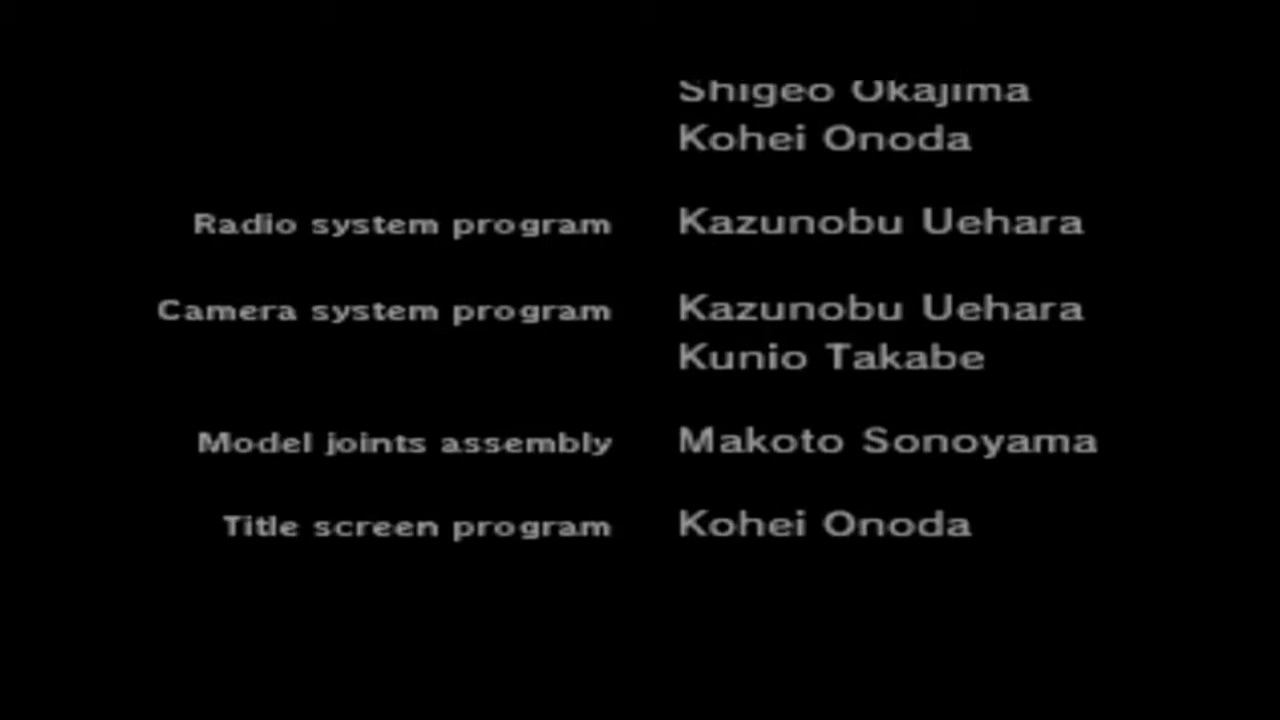 Shigeo Okajima
Kohei Onoda
Radio system program Kazunobu Uehara
Camera system program Kazunobu Uehara
Kunio Takabe
Model joints assembly Makoto Sonoyama
Title screen program Kohei Onoda